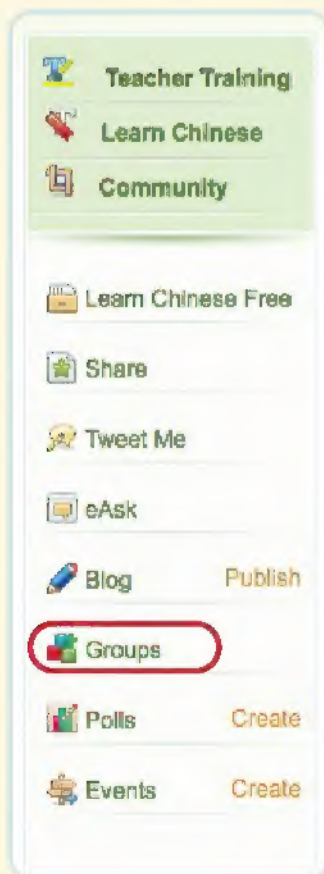 Teacher Training
Learn Chinese
Community
Learn Chinese Free
Share
Tweet Me
eAsk
Blog Publish
Groups
Polls Create
Events Create